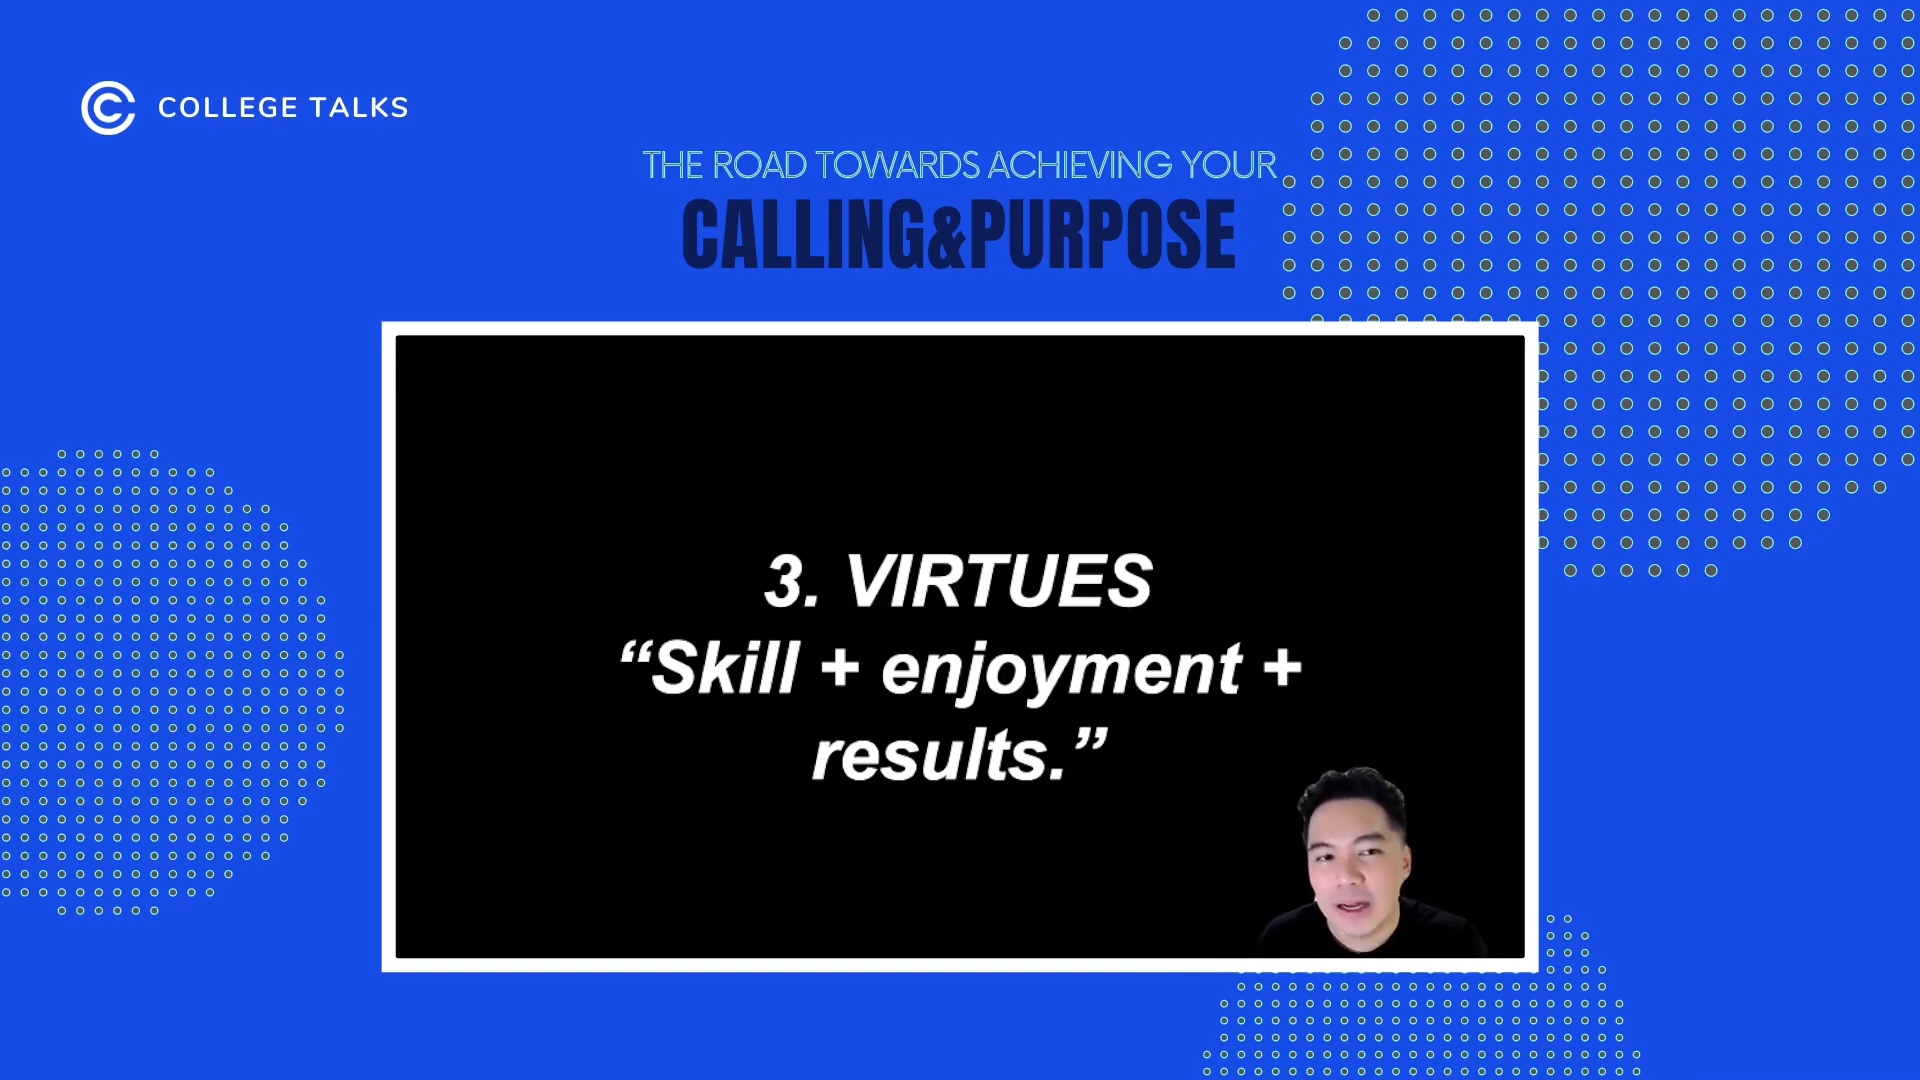 COLLEGE TALKS
THE ROAD TOWARDS ACHIEVING YOUR
CALLING&PURPOSE
3. VIRTUES
“Skill + enjoyment +
results.”